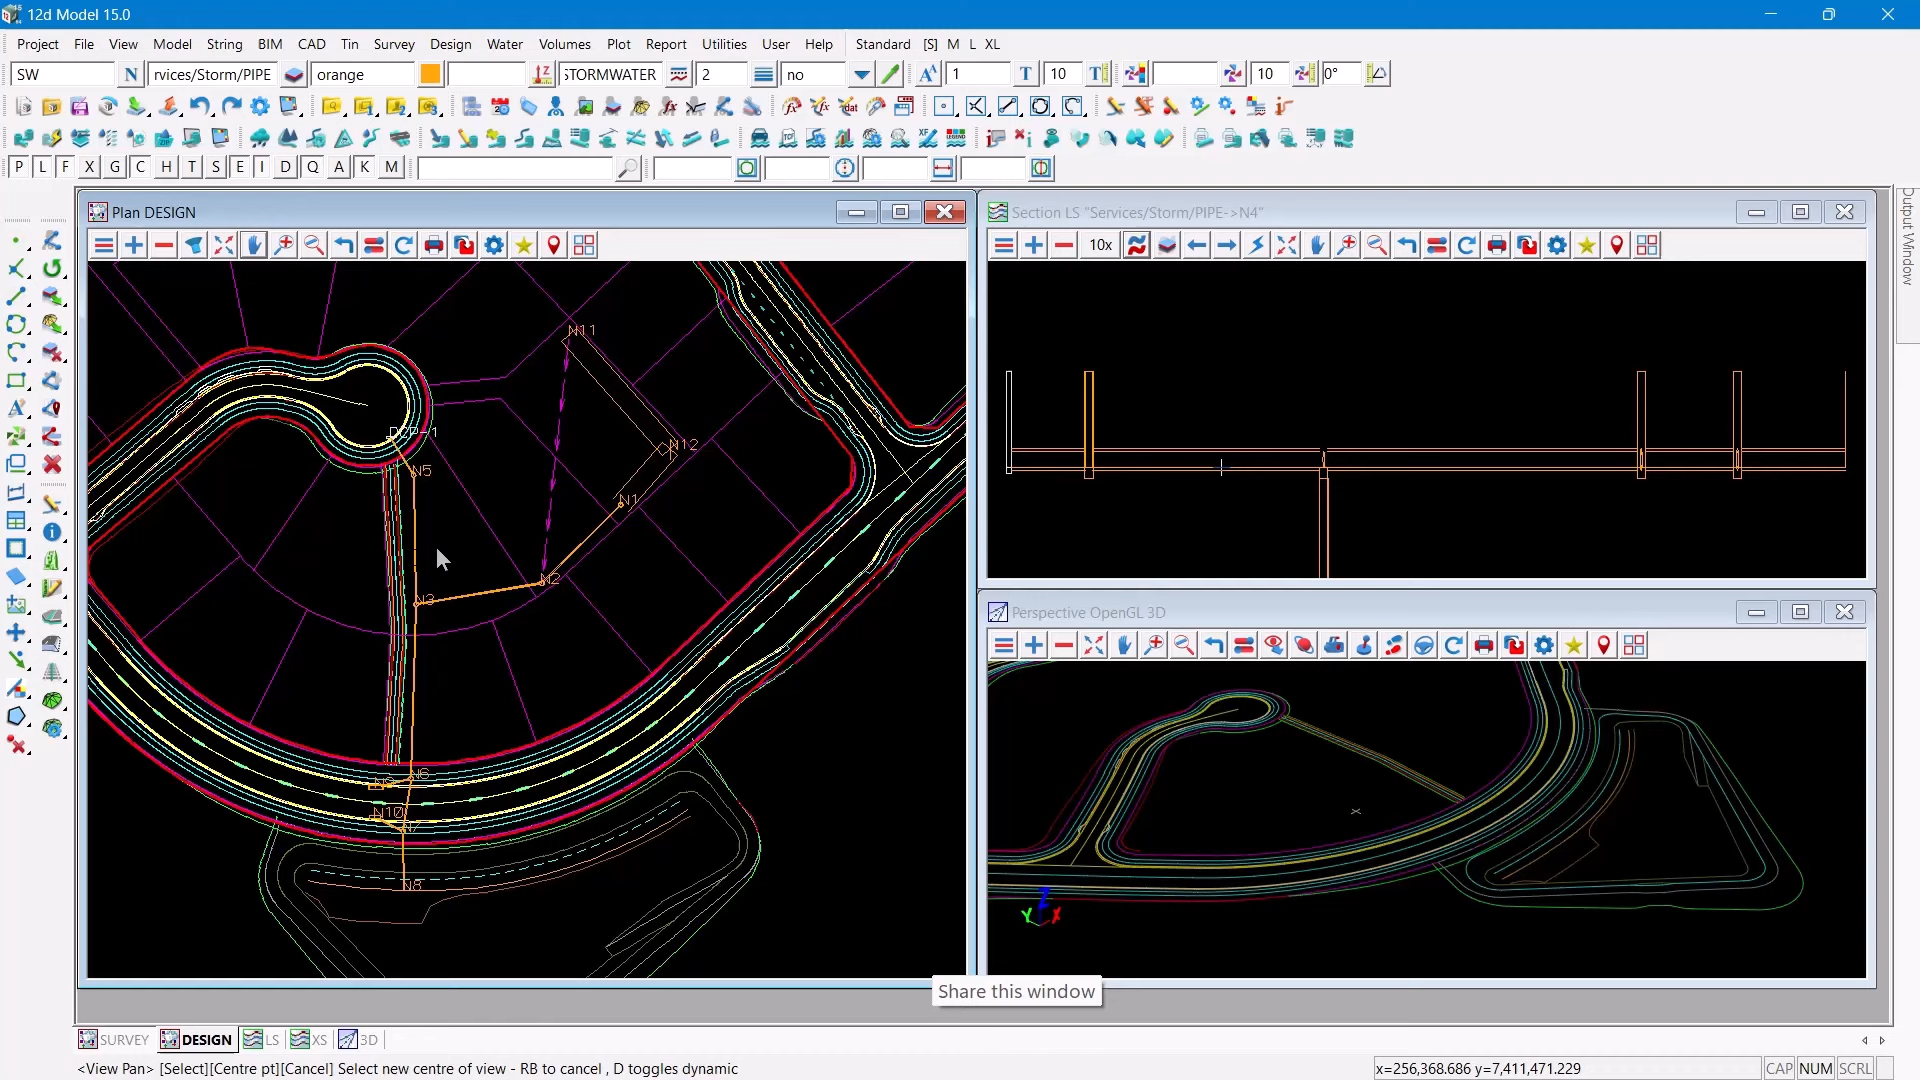 12d Model 15.0
Project File View Model String BIM CAD Tin Survey Design Water Volumes Plot Report Utilities User Help Standard [S] M L XL
SW N rvices/Storm/PIPE orange STORMWATER 2 no 1 T 10 10 0°
P L F X G C H T S E I D Q A K M
Plan DESIGN
Section LS "Services/Storm/PIPE->N4"
10x
N11
DCP-1
N12
N5
N1
N2
N3
N6
N9
N10
N7
N8
Perspective OpenGL 3D
Z
Y X
Output Window
Share this window
SURVEY DESIGN LS XS 3D
<View Pan> [Select][Centre pt][Cancel] Select new centre of view - RB to cancel , D toggles dynamic
x=256,368.686 y=7,411,471.229 CAP NUM SCRL